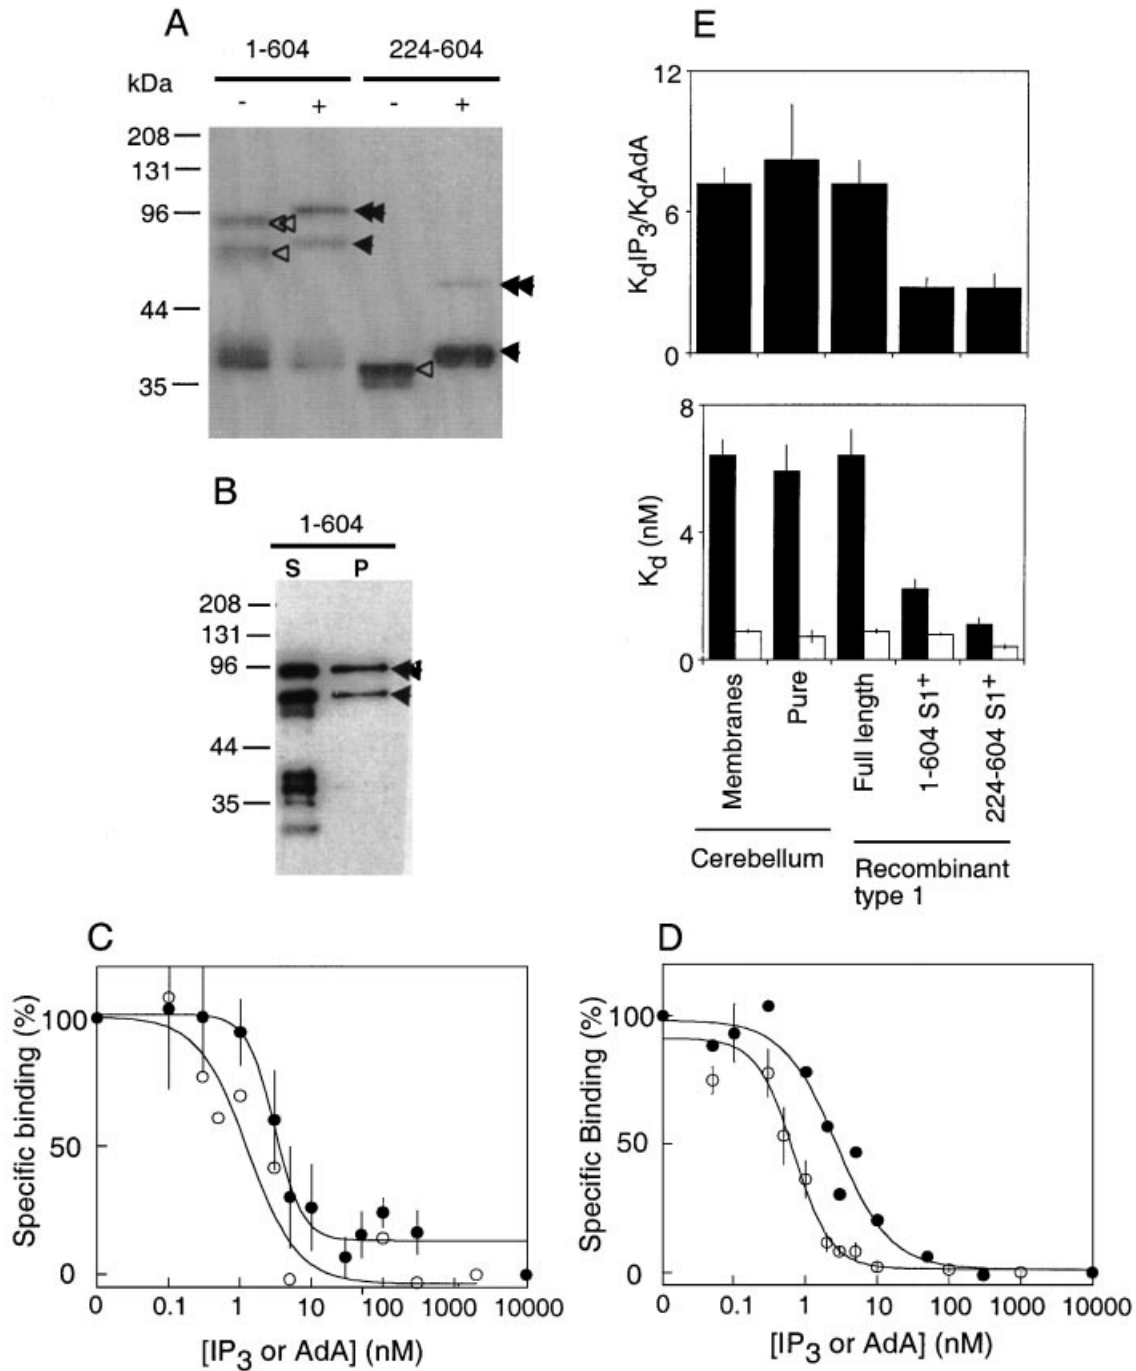 A
1-604 224-604
kDa
- + - +
208
131
96
44
35
B
1-604
S P
208
131
96
44
35
E
12
6
0
KdIP3/KdAdA
8
4
0
Kd (nM)
Membranes
Pure
Full length
1-604 S1+
224-604 S1+
Cerebellum
Recombinant
type 1
C
Specific binding (%)
100
50
0
0 0.1 1 10 100 1000 10000
[IP3 or AdA] (nM)
D
Specific Binding (%)
100
50
0
0 0.1 1 10 100 1000 10000
[IP3 or AdA] (nM)